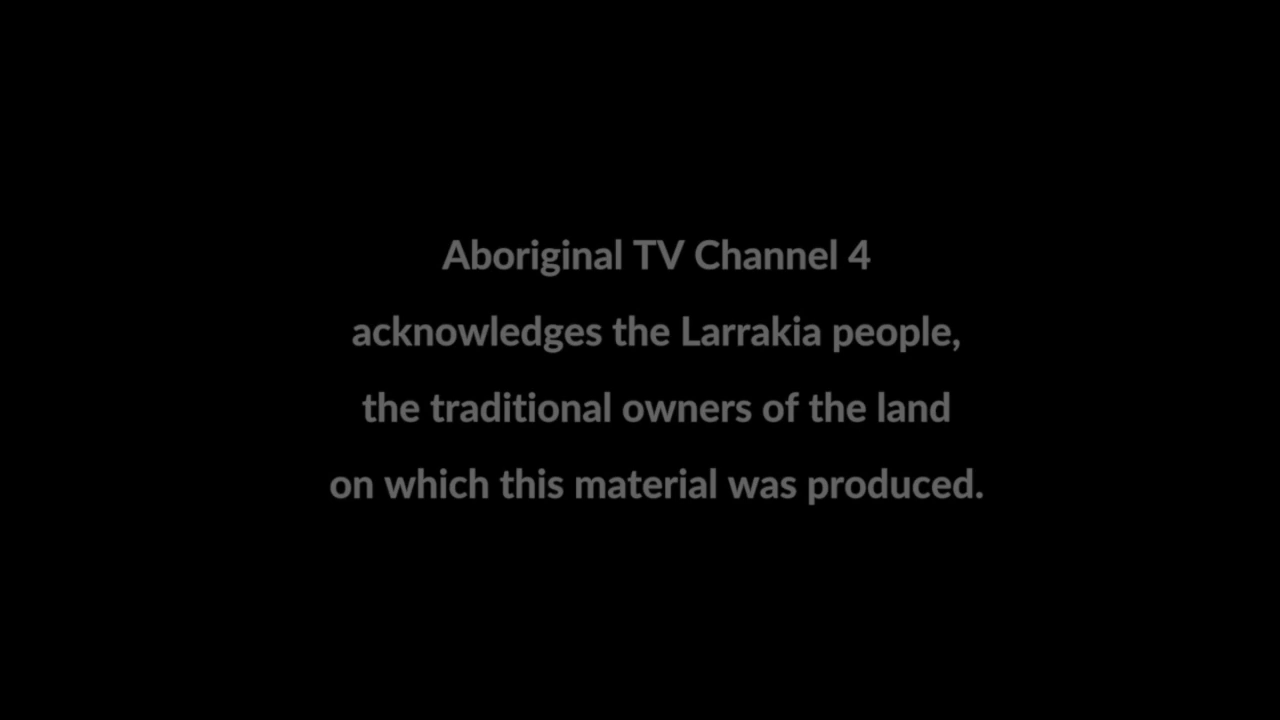 Aboriginal TV Channel 4
acknowledges the Larrakia people,
the traditional owners of the land
on which this material was produced.